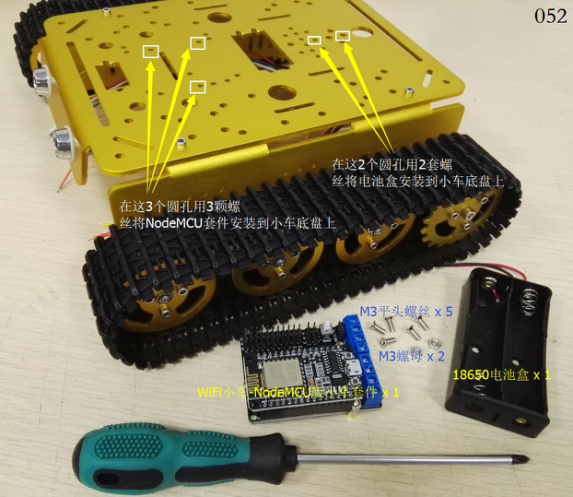 052
在这2个圆孔用2套螺
丝将电池盒安装到小车底盘上
在这3个圆孔用3颗螺
丝将NodeMCU套件安装到小车底盘上
M3平头螺丝 x 5
M3螺母 x 2
18650电池盒 x 1
WiFi小车-NodeMCU版小车套件 x 1